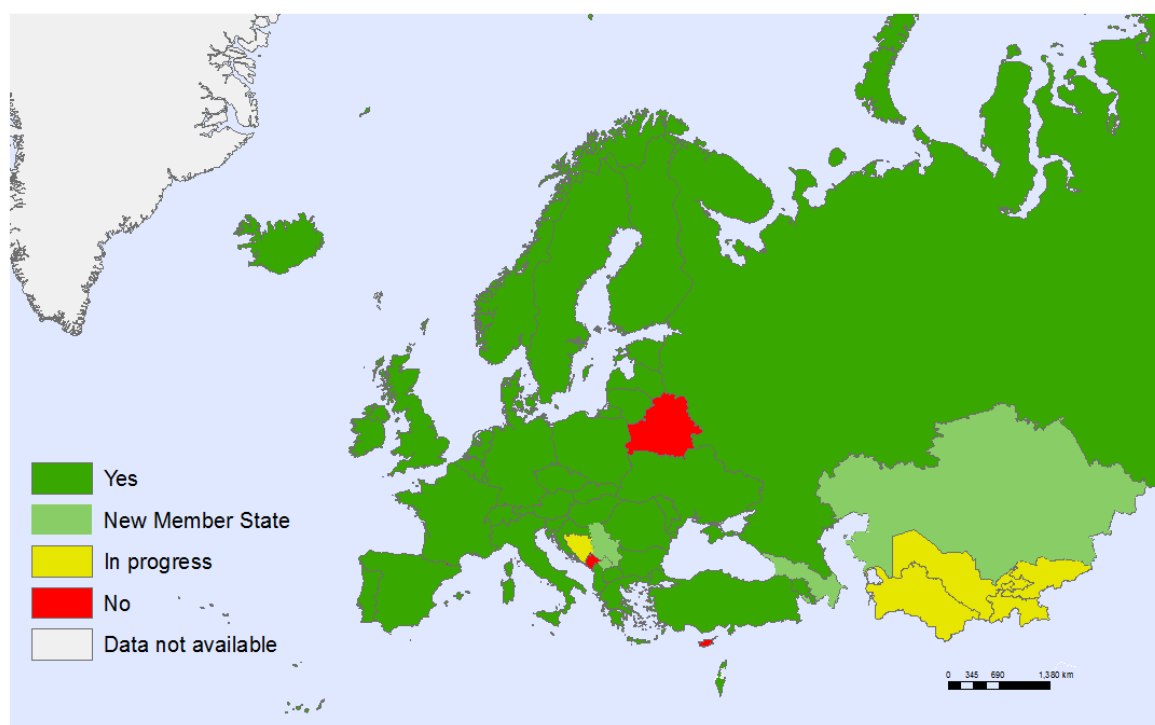 Yes
New Member State
In progress
No
Data not available
0 345 690 1,380 km